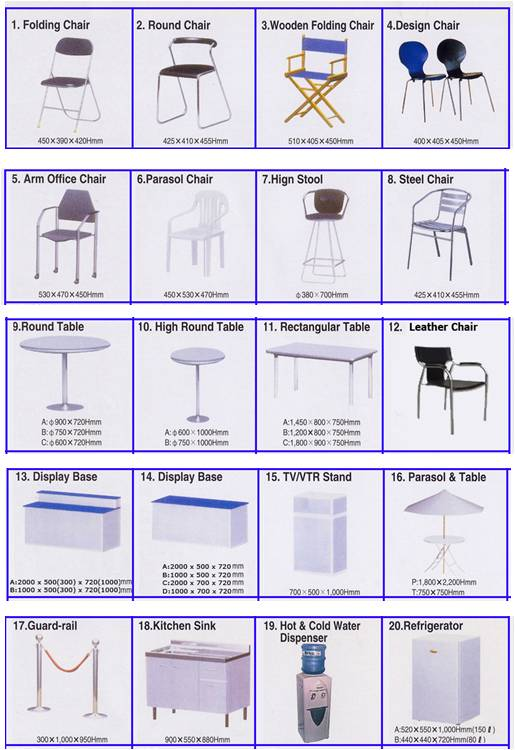 1. Folding Chair
450×390×420Hmm
2. Round Chair
425×410×455Hmm
3.Wooden Folding Chair
510×405×450Hmm
4.Design Chair
400×405×450Hmm
5. Arm Office Chair
530×470×450Hmm
6.Parasol Chair
450×530×470Hmm
7.Hign Stool
φ380×700Hmm
8. Steel Chair
425×410×455Hmm
9.Round Table
A:φ900×720Hmm
B:φ750×720Hmm
C:φ600×720Hmm
10. High Round Table
A:φ600×1000Hmm
B:φ750×1000Hmm
11. Rectangular Table
A:1,450×800×750Hmm
B:1,200×800×750Hmm
C:1,800×900×750Hmm
12. Leather Chair
13. Display Base
A:2000 x 500(300) x 720(1000)mm
B:1000 x 500(300) x 720(1000)mm
14. Display Base
A:2000 x 500 x 720 mm
B:1000 x 500 x 720 mm
C:2000 x 700 x 720 mm
D:1000 x 700 x 720 mm
15. TV/VTR Stand
700×500×1,000Hmm
16. Parasol & Table
P:1,800×2,200Hmm
T:750×750Hmm
17.Guard-rail
300×1,000×950Hmm
18.Kitchen Sink
900×550×880Hmm
19. Hot & Cold Water
Dispenser
20.Refrigerator
A:520×550×1,000Hmm(150ℓ)
B:440×440×720Hmm(80ℓ)